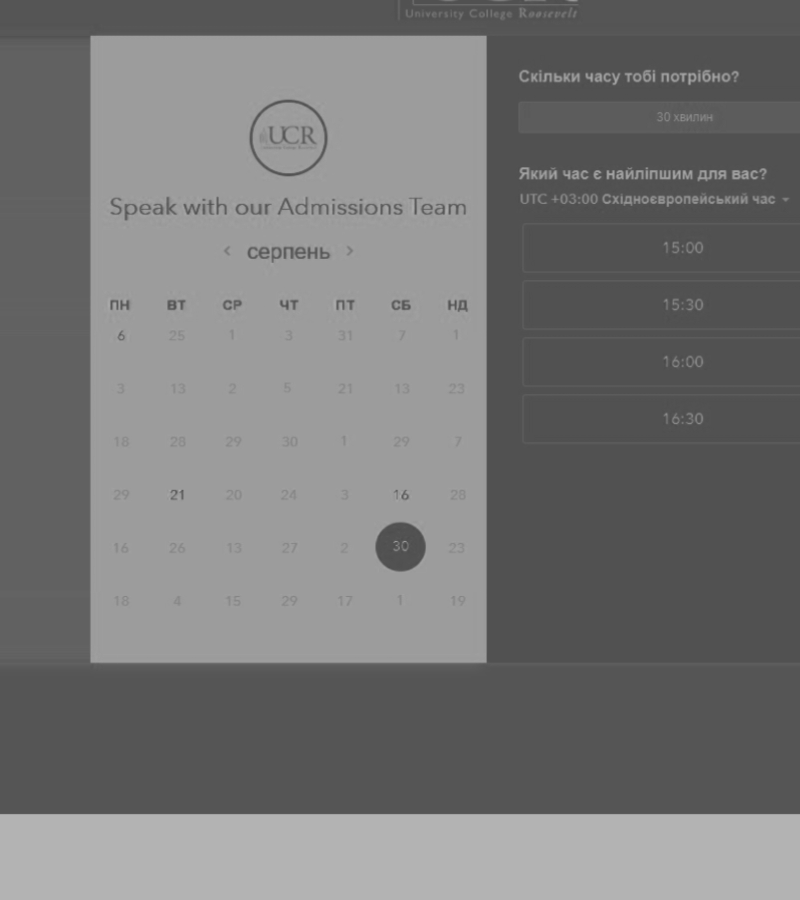 University College Roosevelt
UCR
Speak with our Admissions Team
‹ серпень ›
ПН ВТ СР ЧТ ПТ СБ НД
6 25 1 3 31 7 1
3 13 2 5 21 13 23
18 28 29 30 1 29 7
29 21 20 24 3 16 28
16 26 13 27 2 30 23
18 4 15 29 17 1 19
Скільки часу тобі потрібно?
30 хвилин
Який час є найліпшим для вас?
UTC +03:00 Східноєвропейський час
15:00
15:30
16:00
16:30